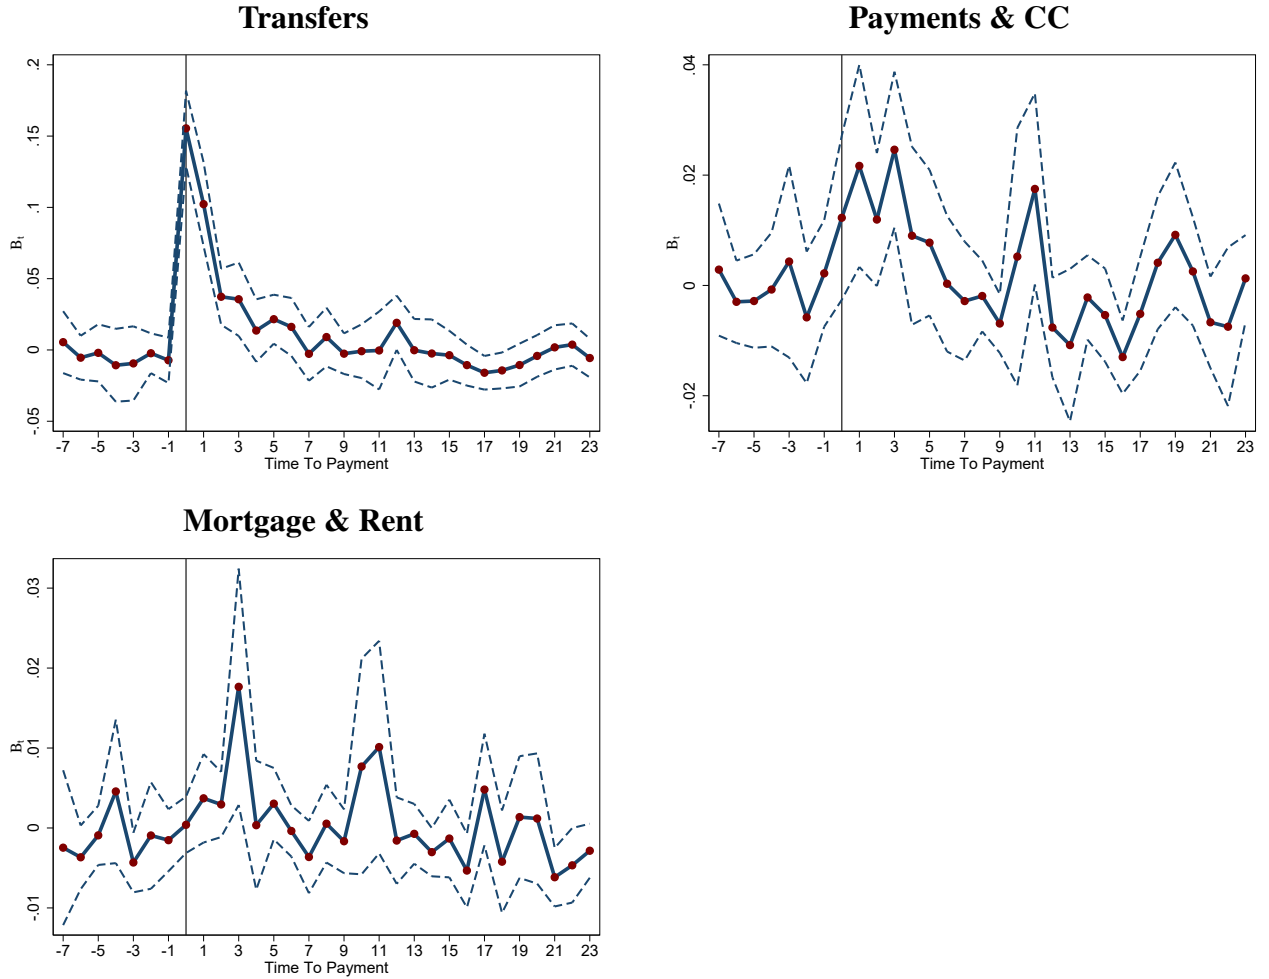 Transfers
.2
.15
.1
.05
0
-.05
Bt
-7 -5 -3 -1 1 3 5 7 9 11 13 15 17 19 21 23
Time To Payment
Payments & CC
.04
.02
0
-.02
Bt
-7 -5 -3 -1 1 3 5 7 9 11 13 15 17 19 21 23
Time To Payment
Mortgage & Rent
.03
.02
.01
0
-.01
Bt
-7 -5 -3 -1 1 3 5 7 9 11 13 15 17 19 21 23
Time To Payment